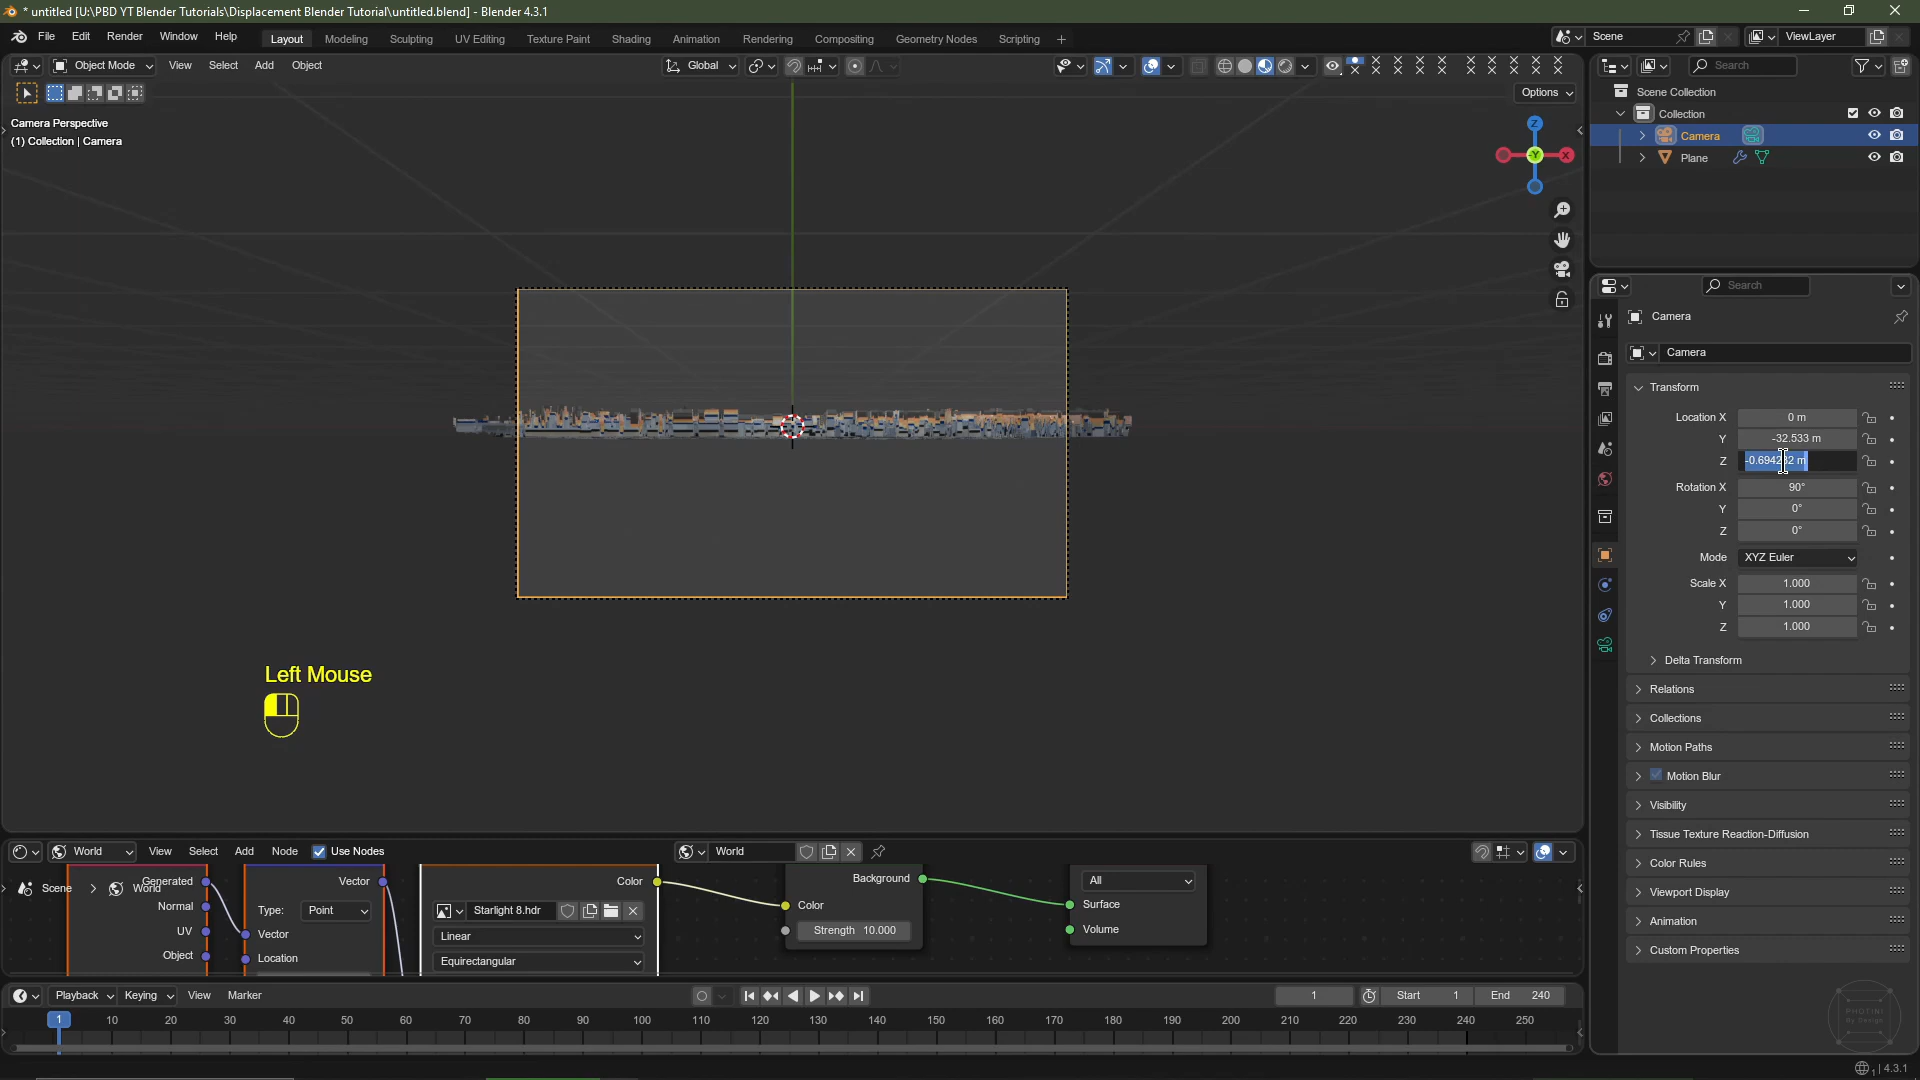 * untitled [U:\PBD YT Blender Tutorials\Displacement Blender Tutorial\untitled.blend] - Blender 4.3.1
File Edit Render Window Help
Layout Modeling Sculpting UV Editing Texture Paint Shading Animation Rendering Compositing Geometry Nodes Scripting +
Scene
ViewLayer
Object Mode View Select Add Object
Global
Search
Options
Camera Perspective
(1) Collection | Camera
Z
-Y
X
Scene Collection
Collection
Camera
Plane
Search
Camera
Camera
Transform
Location X 0 m
Y -32.533 m
Z
Rotation X 90°
Y 0°
Z 0°
Mode XYZ Euler
Scale X 1.000
Y 1.000
Z 1.000
Delta Transform
Relations
Collections
Motion Paths
Motion Blur
Visibility
Tissue Texture Reaction-Diffusion
Color Rules
Viewport Display
Animation
Custom Properties
Left Mouse
World View Select Add Node Use Nodes
World
Scene World
Generated
Normal
UV
Object
Vector
Type: Point
Vector
Location
Color
Starlight 8.hdr
Linear
Equirectangular
Background
Color
Strength 10.000
All
Surface
Volume
Playback Keying View Marker
1 Start 1 End 240
1 10 20 30 40 50 60 70 80 90 100 110 120 130 140 150 160 170 180 190 200 210 220 230 240 250
PHOTINI
By Design
4.3.1